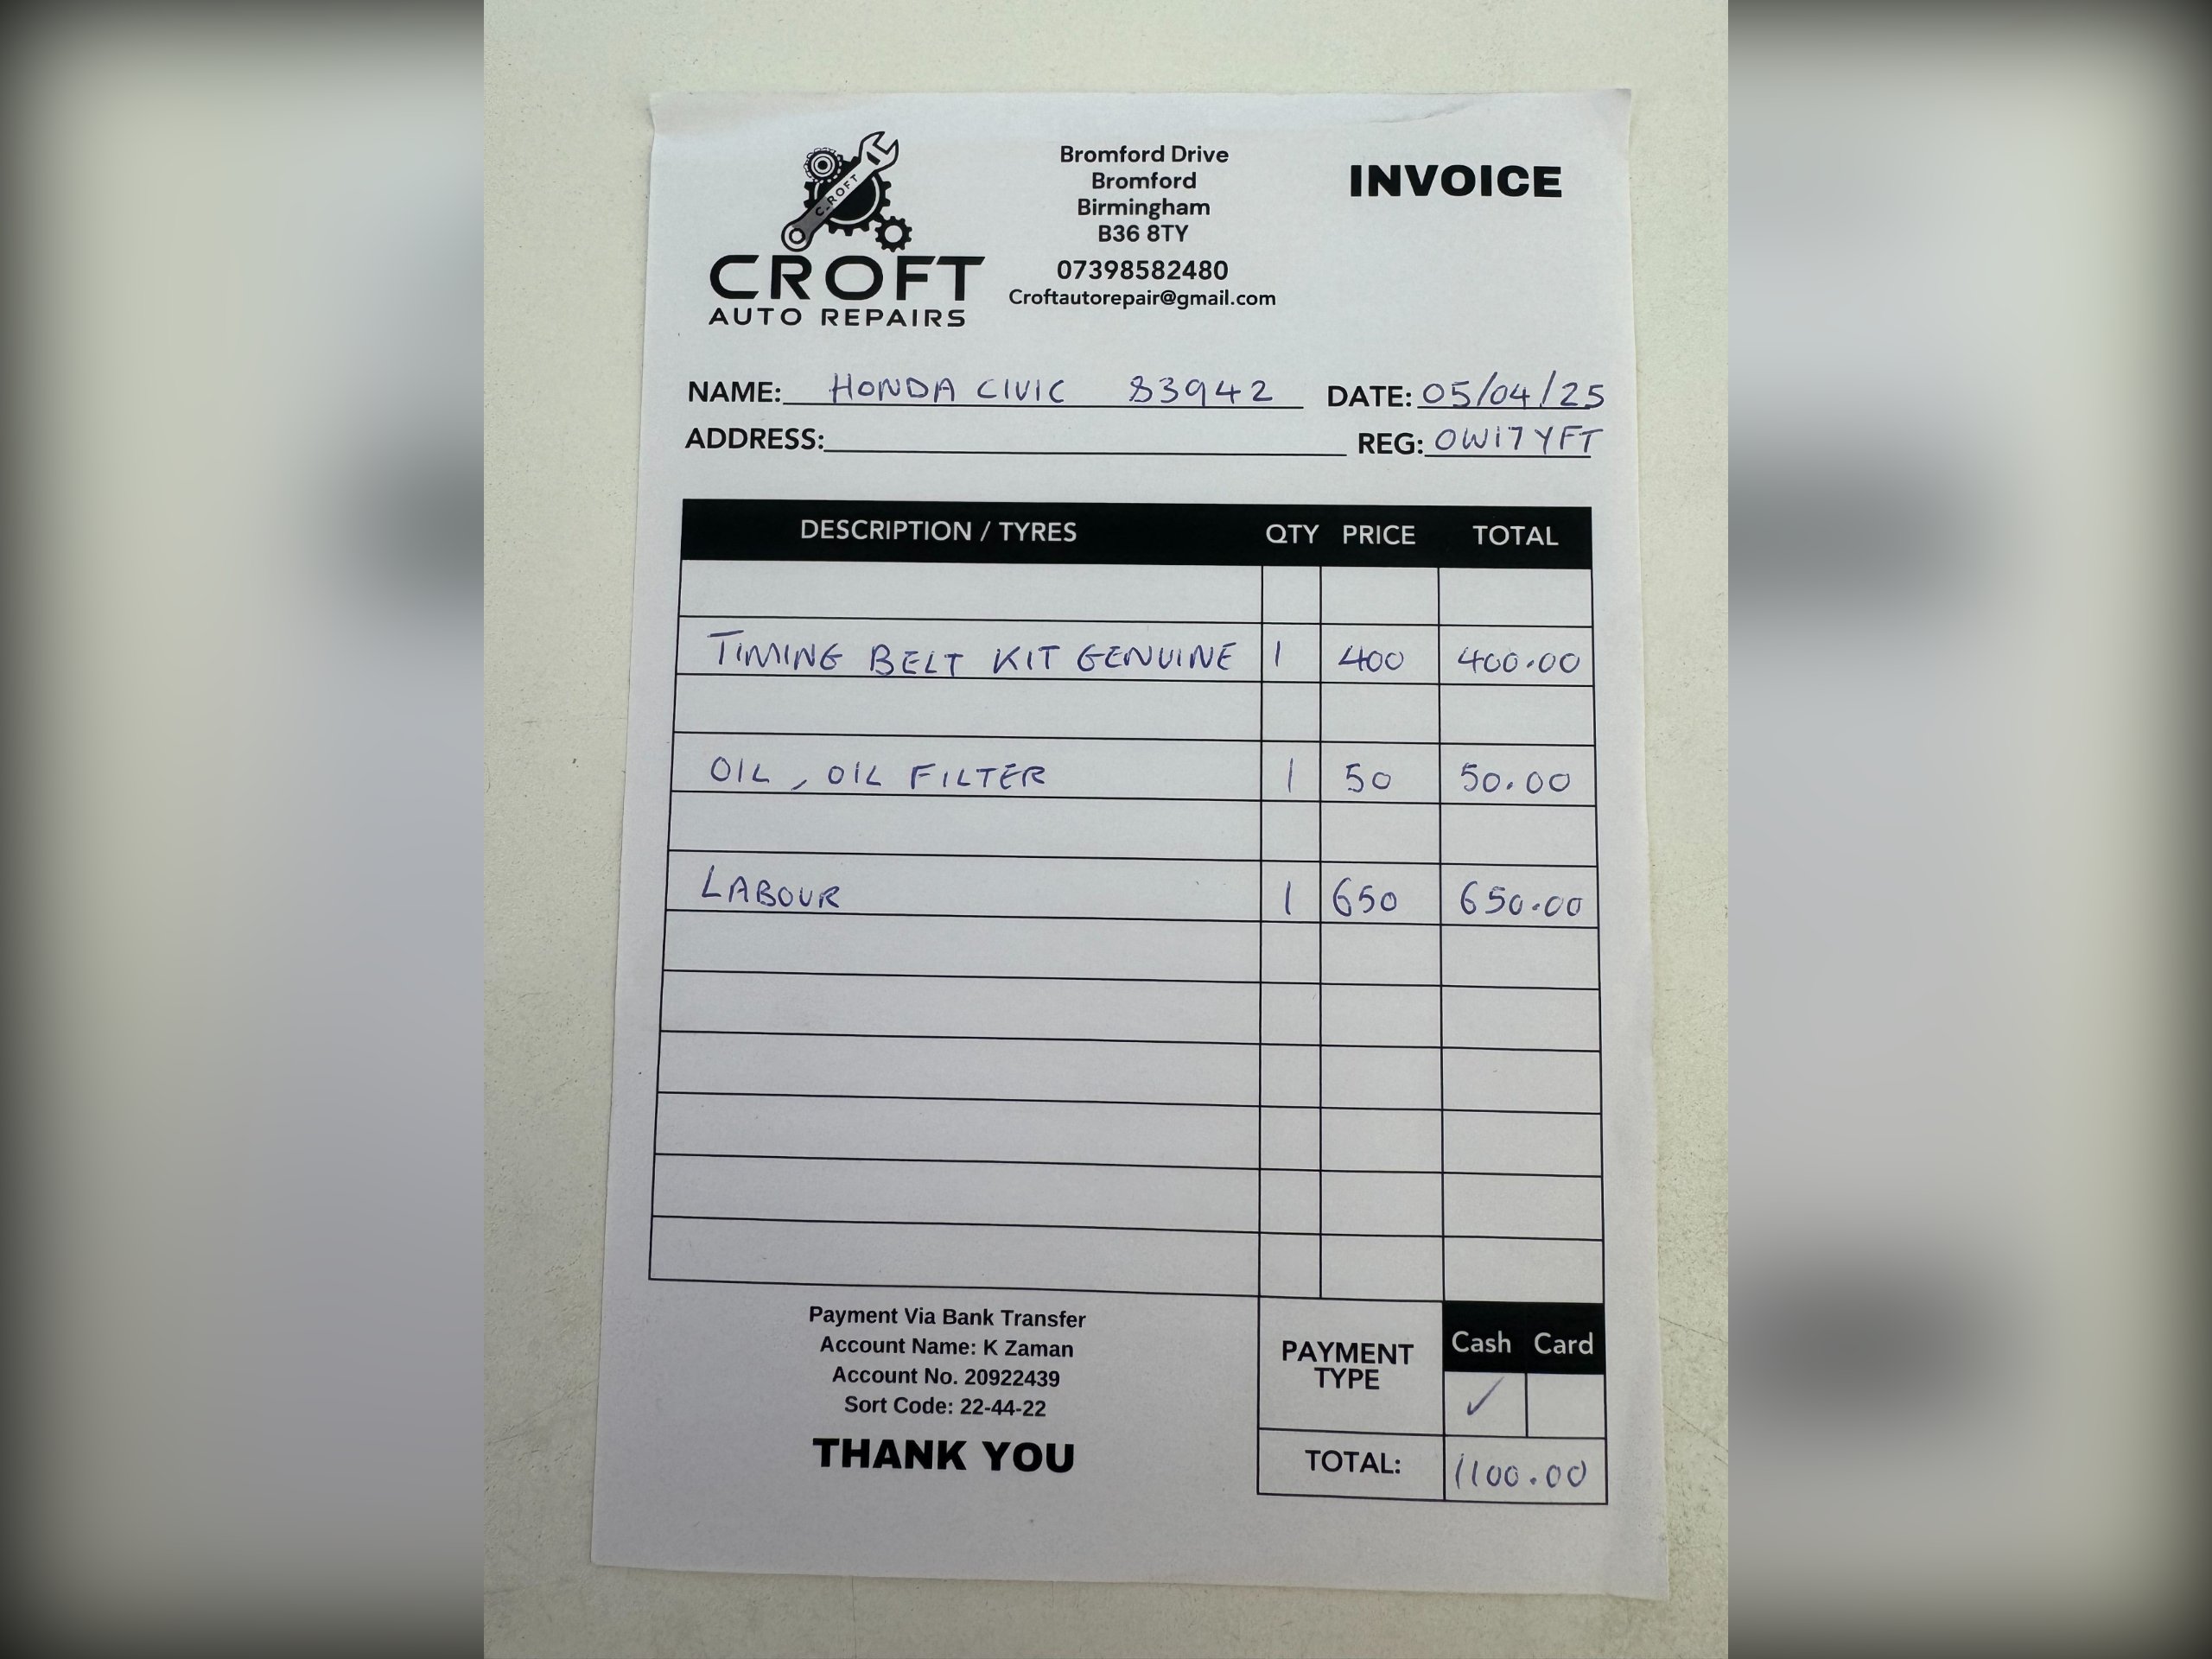 C.ROFT
CROFT
AUTO REPAIRS
Bromford Drive
Bromford
Birmingham
B36 8TY
07398582480
Croftautorepair@gmail.com
INVOICE
NAME: HONDA CIVIC 83942 DATE: 05/04/25
ADDRESS: REG: OW17 YFT
DESCRIPTION / TYRES QTY PRICE TOTAL
TIMING BELT KIT GENUINE 1 400 400.00
OIL, OIL FILTER 1 50 50.00
LABOUR 1 650 650.00
Payment Via Bank Transfer
Account Name: K Zaman
Account No. 20922439
Sort Code: 22-44-22
THANK YOU
PAYMENT TYPE Cash Card
✓
TOTAL: 1100.00